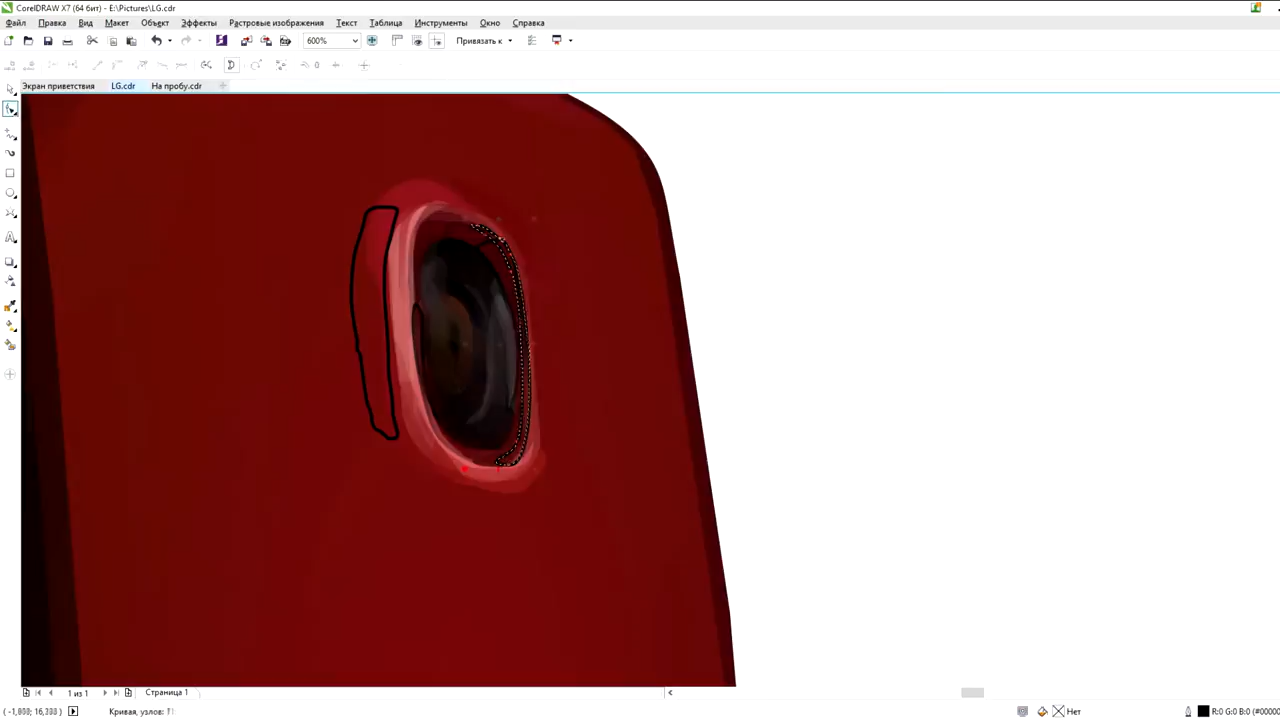 CorelDRAW X7 (64 бит) - E:\Pictures\LG.cdr
Файл Правка Вид Макет Объект Эффекты Растровые изображения Текст Таблица Инструменты Окно Справка
600% Привязать к
Экран приветствия LG.cdr На пробу.cdr
1 из 1 Страница 1
Кривая, узлов: Нет R:0 G:0 B:0 (#00000